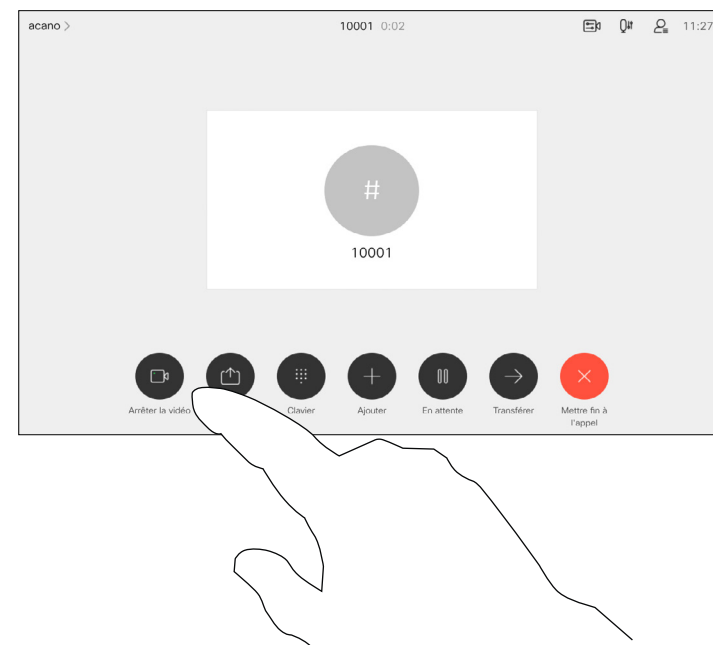 acano >
10001 0:02
11:27
#
10001
Arrêter la vidéo
Clavier
Ajouter
En attente
Transférer
Mettre fin à
l'appel